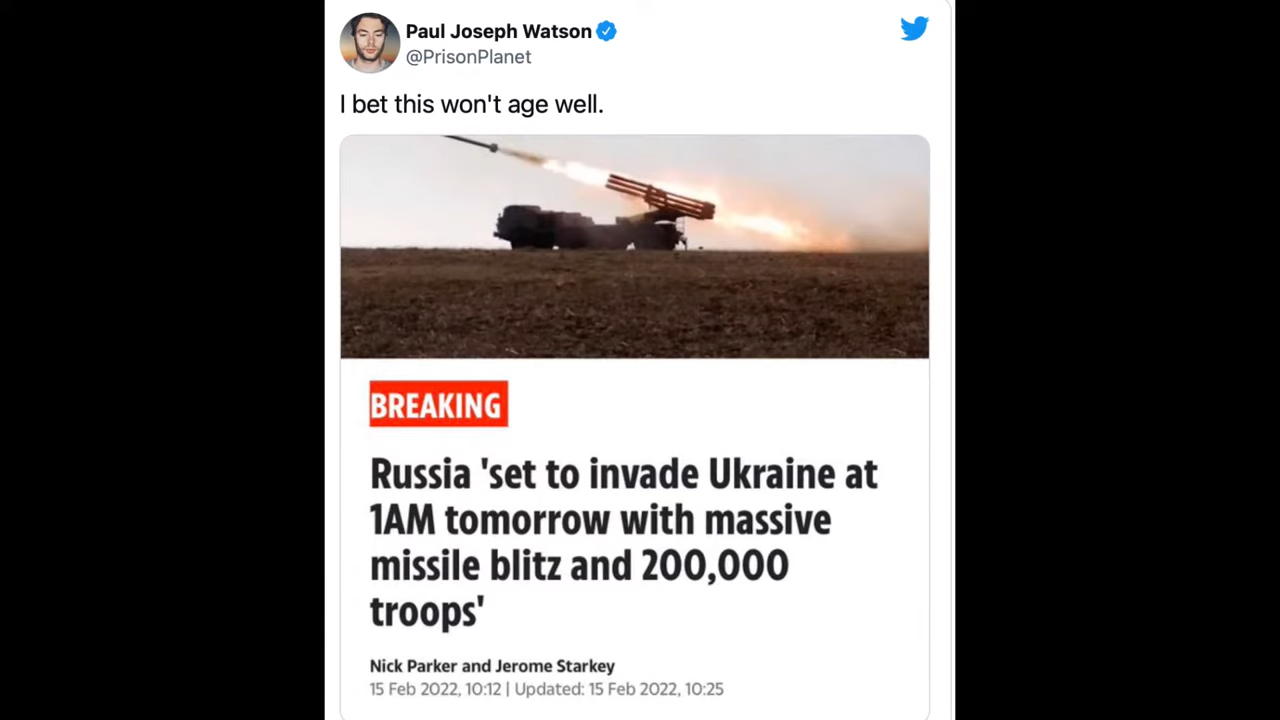 Paul Joseph Watson
@PrisonPlanet
I bet this won't age well.
BREAKING
Russia 'set to invade Ukraine at
1AM tomorrow with massive
missile blitz and 200,000
troops'
Nick Parker and Jerome Starkey
15 Feb 2022, 10:12 | Updated: 15 Feb 2022, 10:25